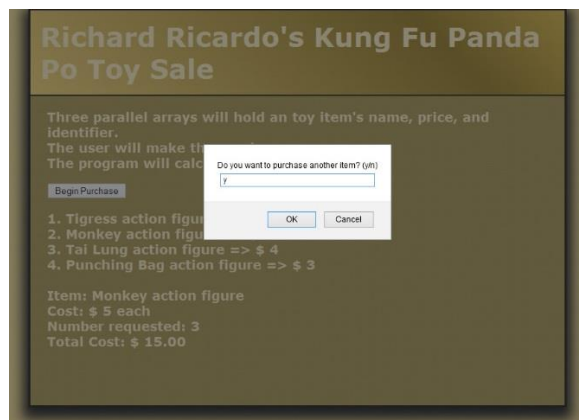 Richard Ricardo's Kung Fu Panda
Po Toy Sale
Three parallel arrays will hold an toy item's name, price, and
identifier.
The user will make th
The program will calc
Do you want to purchase another item? (y/n)
y
OK Cancel
Begin Purchase
1. Tigress action figur
2. Monkey action figu
3. Tai Lung action figure => $ 4
4. Punching Bag action figure => $ 3
Item: Monkey action figure
Cost: $ 5 each
Number requested: 3
Total Cost: $ 15.00